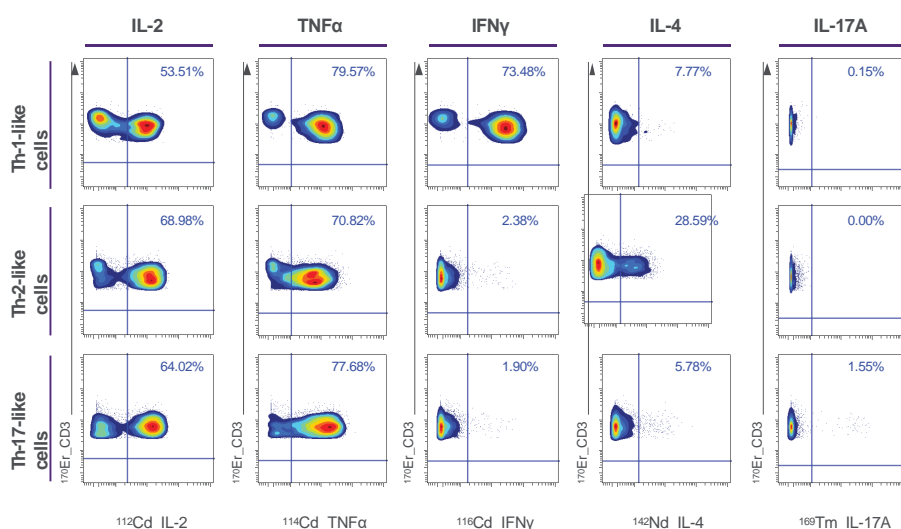 IL-2 TNFα IFNγ IL-4 IL-17A
Th-1-like
cells
53.51% 79.57% 73.48% 7.77% 0.15%
Th-2-like
cells
68.98% 70.82% 2.38% 28.59% 0.00%
Th-17-like
cells
64.02% 77.68% 1.90% 5.78% 1.55%
170Er_CD3 170Er_CD3 170Er_CD3 170Er_CD3 170Er_CD3
¹¹²Cd_IL-2 ¹¹⁴Cd_TNFα ¹¹⁶Cd_IFNγ ¹⁴²Nd_IL-4 ¹⁶⁹Tm_IL-17A